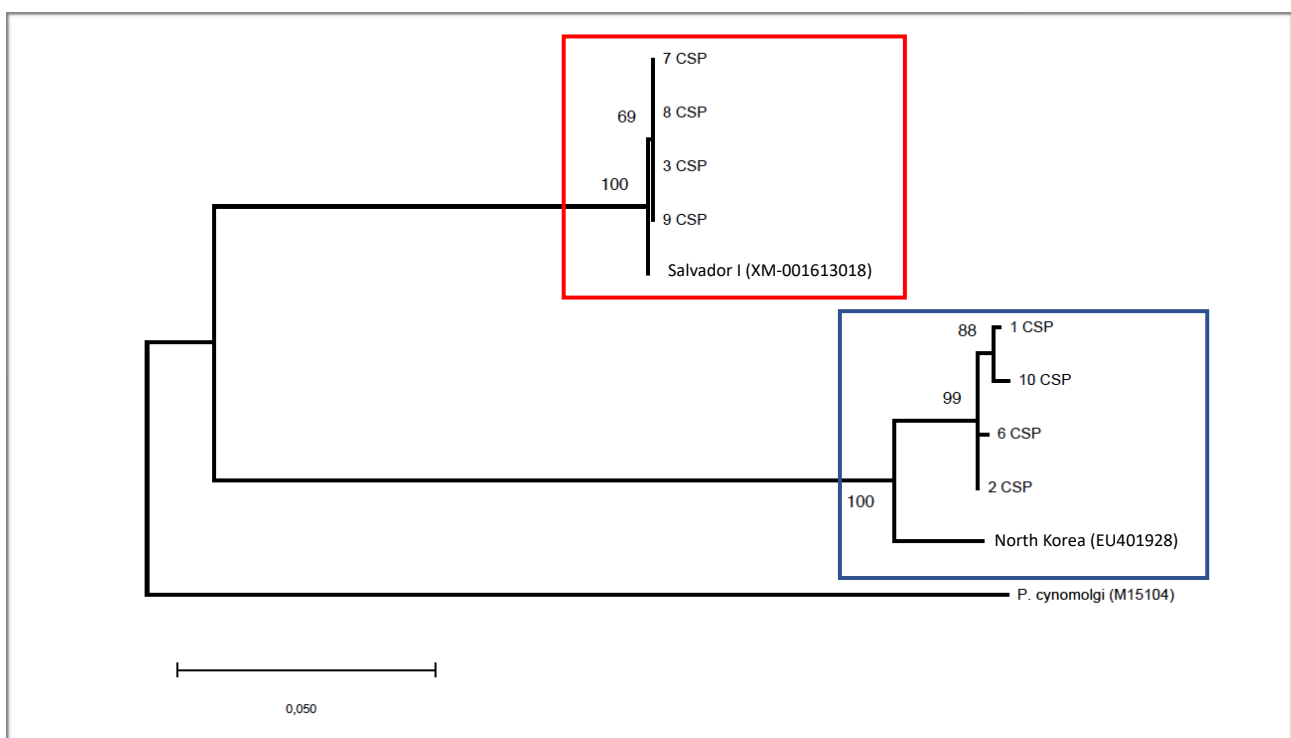 7 CSP
69
8 CSP
3 CSP
100
9 CSP
Salvador I (XM-001613018)
88
1 CSP
10 CSP
99
6 CSP
2 CSP
100
North Korea (EU401928)
P. cynomolgi (M15104)
0,050